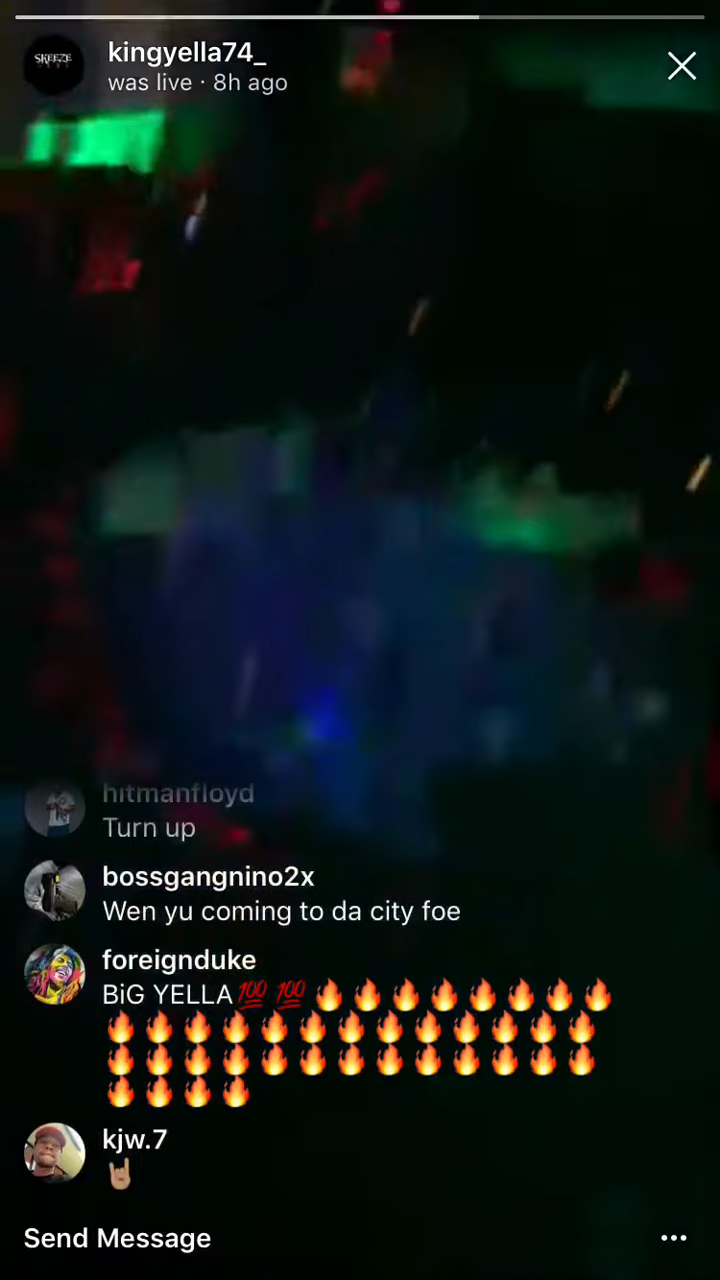 SKEEZE
kingyella74_
was live · 8h ago
hitmanfloyd
Turn up
bossgangnino2x
Wen yu coming to da city foe
foreignduke
BiG YELLA💯💯🔥🔥🔥🔥🔥🔥🔥🔥
🔥🔥🔥🔥🔥🔥🔥🔥🔥🔥🔥🔥🔥
🔥🔥🔥🔥🔥🔥🔥🔥🔥🔥🔥🔥🔥
🔥🔥🔥🔥
kjw.7
🤘🏽
Send Message